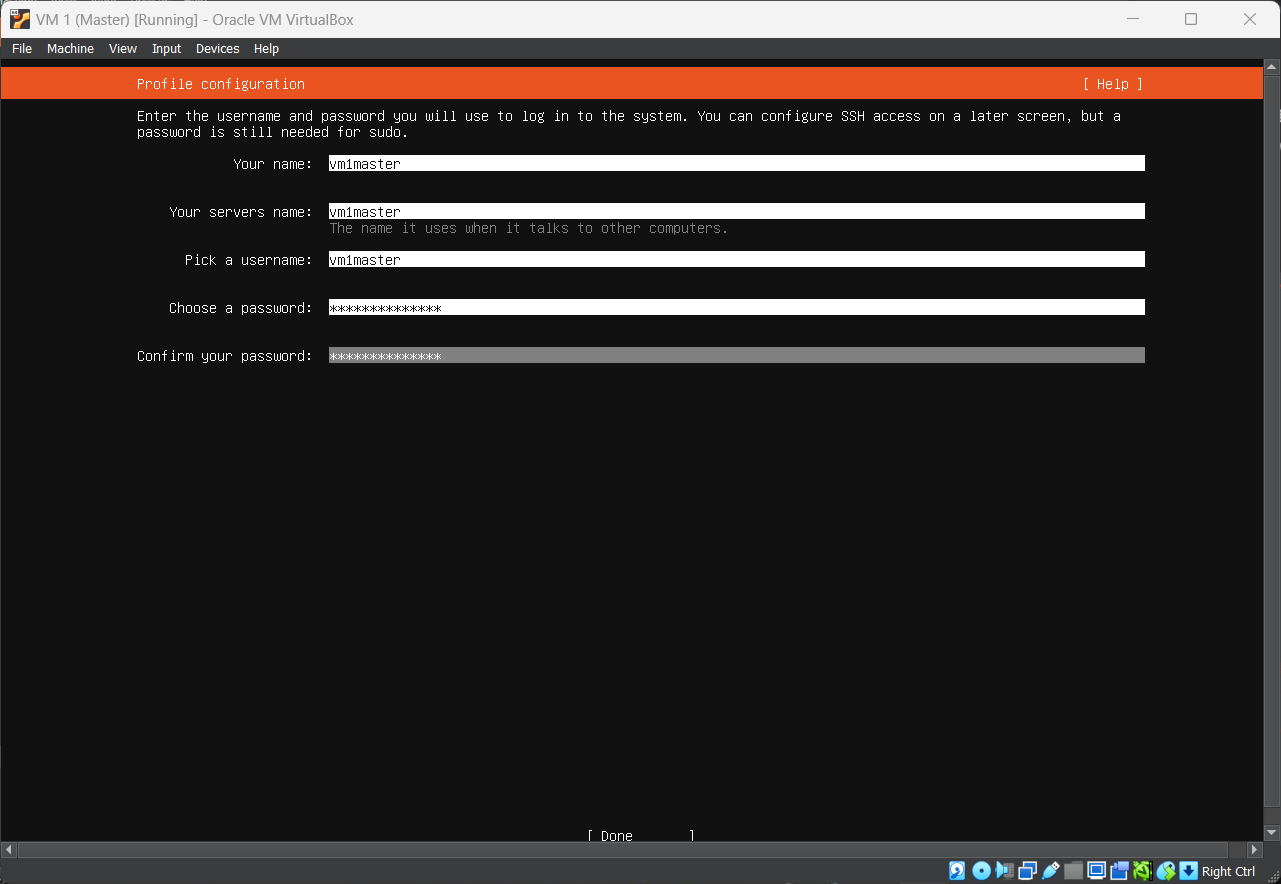 VM 1 (Master) [Running] - Oracle VM VirtualBox
File Machine View Input Devices Help
Profile configuration [ Help ]
Enter the username and password you will use to log in to the system. You can configure SSH access on a later screen, but a
password is still needed for sudo.
Your name: vm1master
Your servers name: vm1master
The name it uses when it talks to other computers.
Pick a username: vm1master
Choose a password: **************
Confirm your password: **************
[ Done ]
Right Ctrl